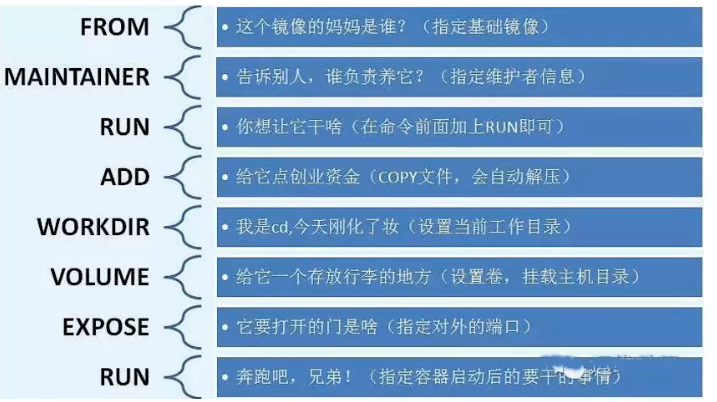 FROM
• 这个镜像的妈妈是谁？（指定基础镜像）
MAINTAINER
• 告诉别人，谁负责养它？（指定维护者信息）
RUN
• 你想让它干啥（在命令前面加上RUN即可）
ADD
• 给它点创业资金（COPY文件，会自动解压）
WORKDIR
• 我是cd,今天刚化了妆（设置当前工作目录）
VOLUME
• 给它一个存放行李的地方（设置卷，挂载主机目录）
EXPOSE
• 它要打开的门是啥（指定对外的端口）
RUN
• 奔跑吧，兄弟！（指定容器启动后的要干的事情）